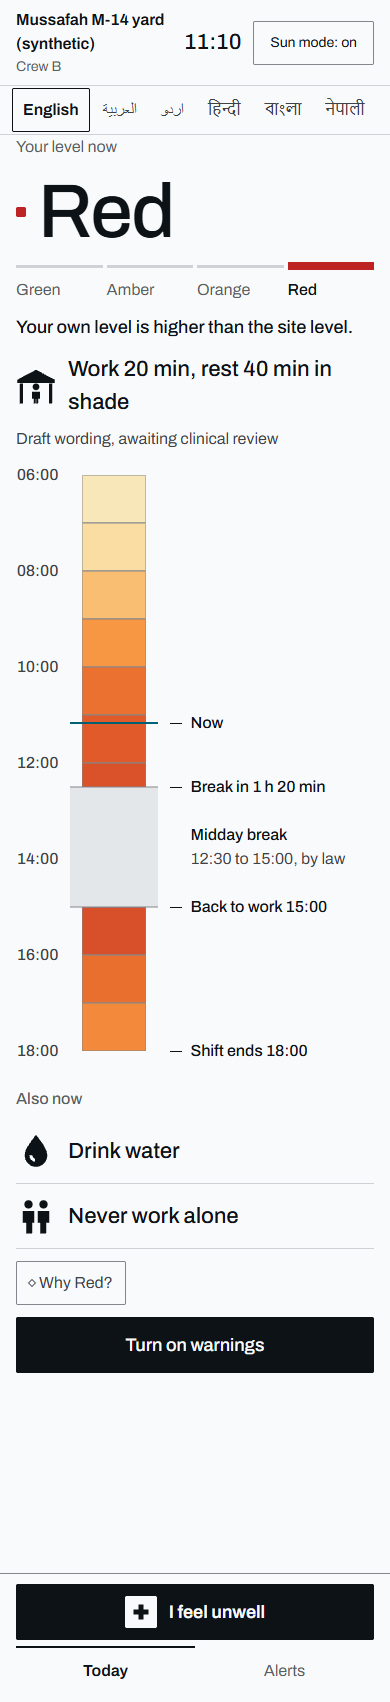 Mussafah M-14 yard
(synthetic)
Crew B
11:10
Sun mode: on
English
العربية
اردو
हिन्दी
বাংলা
नेपाली
Your level now
Red
Green
Amber
Orange
Red
Your own level is higher than the site level.
Work 20 min, rest 40 min in
shade
Draft wording, awaiting clinical review
06:00
08:00
10:00
Now
12:00
Break in 1 h 20 min
Midday break
14:00
12:30 to 15:00, by law
Back to work 15:00
16:00
18:00
Shift ends 18:00
Also now
Drink water
Never work alone
Why Red?
Turn on warnings
I feel unwell
Today
Alerts